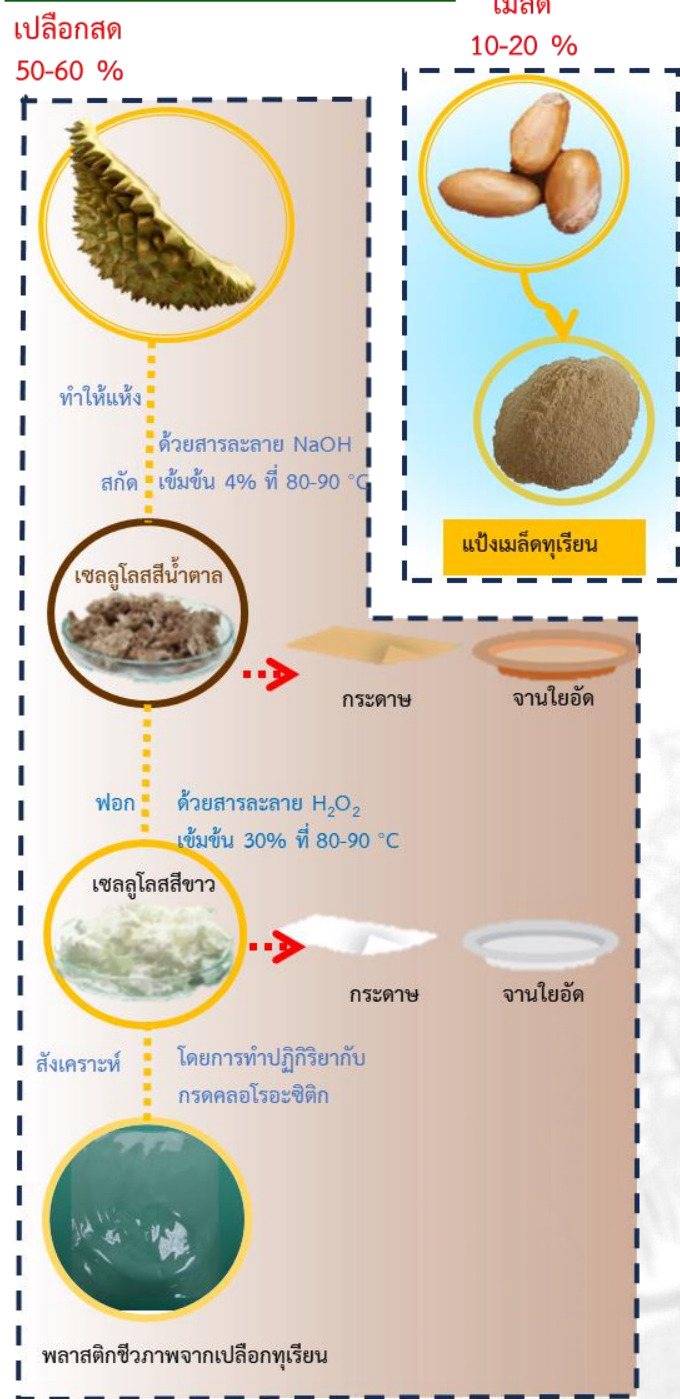 เปลือกสด
50-60 %
เมล็ด
10-20 %
ทำให้แห้ง
สกัด
ด้วยสารละลาย NaOH
เข้มข้น 4% ที่ 80-90 °C
แป้งเมล็ดทุเรียน
เซลลูโลสสีน้ำตาล
กระดาษ
จานใยอัด
ฟอก
ด้วยสารละลาย H₂O₂
เข้มข้น 30% ที่ 80-90 °C
เซลลูโลสสีขาว
กระดาษ
จานใยอัด
สังเคราะห์
โดยการทำปฏิกิริยากับ
กรดคลอโรอะซิติก
พลาสติกชีวภาพจากเปลือกทุเรียน